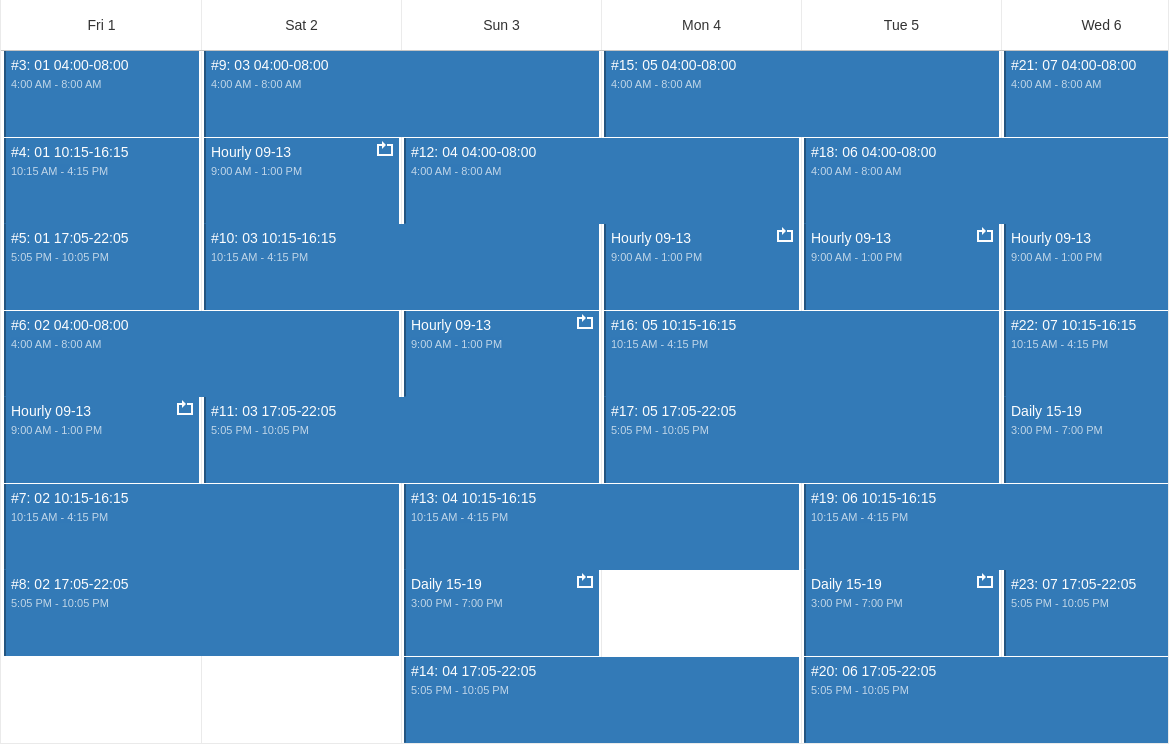 Fri 1
Sat 2
Sun 3
Mon 4
Tue 5
Wed 6
#3: 01 04:00-08:00
4:00 AM - 8:00 AM
#9: 03 04:00-08:00
4:00 AM - 8:00 AM
#15: 05 04:00-08:00
4:00 AM - 8:00 AM
#21: 07 04:00-08:00
4:00 AM - 8:00 AM
#4: 01 10:15-16:15
10:15 AM - 4:15 PM
Hourly 09-13
9:00 AM - 1:00 PM
#12: 04 04:00-08:00
4:00 AM - 8:00 AM
#18: 06 04:00-08:00
4:00 AM - 8:00 AM
#5: 01 17:05-22:05
5:05 PM - 10:05 PM
#10: 03 10:15-16:15
10:15 AM - 4:15 PM
Hourly 09-13
9:00 AM - 1:00 PM
Hourly 09-13
9:00 AM - 1:00 PM
Hourly 09-13
9:00 AM - 1:00 PM
#6: 02 04:00-08:00
4:00 AM - 8:00 AM
Hourly 09-13
9:00 AM - 1:00 PM
#16: 05 10:15-16:15
10:15 AM - 4:15 PM
#22: 07 10:15-16:15
10:15 AM - 4:15 PM
Hourly 09-13
9:00 AM - 1:00 PM
#11: 03 17:05-22:05
5:05 PM - 10:05 PM
#17: 05 17:05-22:05
5:05 PM - 10:05 PM
Daily 15-19
3:00 PM - 7:00 PM
#7: 02 10:15-16:15
10:15 AM - 4:15 PM
#13: 04 10:15-16:15
10:15 AM - 4:15 PM
#19: 06 10:15-16:15
10:15 AM - 4:15 PM
#8: 02 17:05-22:05
5:05 PM - 10:05 PM
Daily 15-19
3:00 PM - 7:00 PM
Daily 15-19
3:00 PM - 7:00 PM
#23: 07 17:05-22:05
5:05 PM - 10:05 PM
#14: 04 17:05-22:05
5:05 PM - 10:05 PM
#20: 06 17:05-22:05
5:05 PM - 10:05 PM